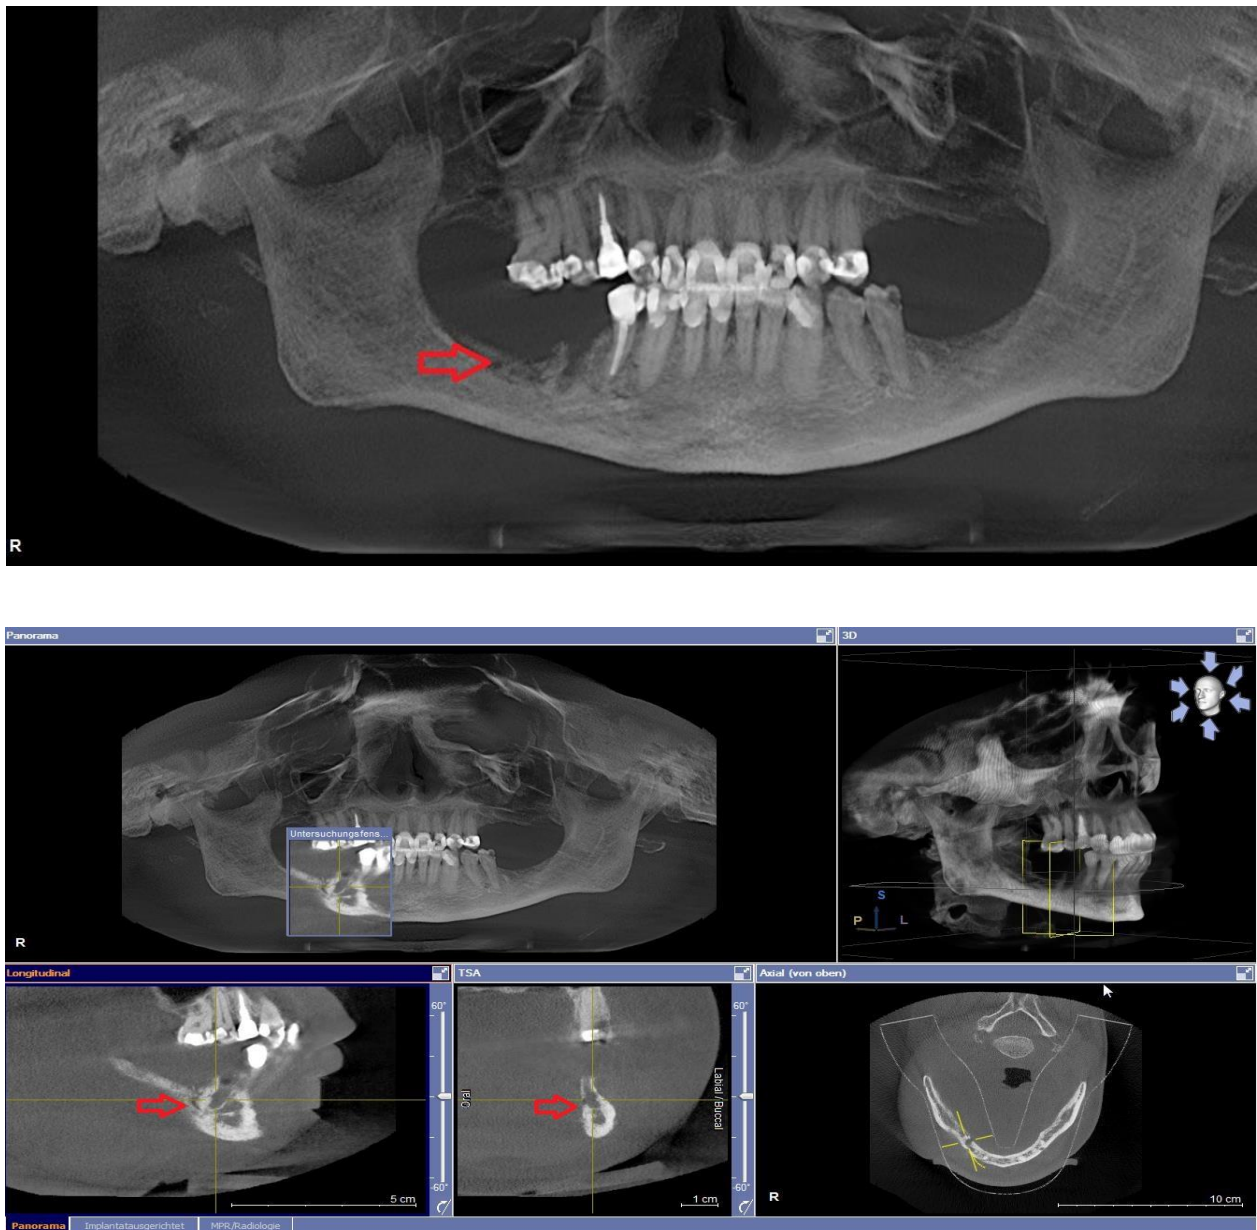 R
Panorama
3D
Untersuchungsfens...
R
S
P
L
Longitudinal
TSA
Axial (von oben)
60°
60°
Oral
Labial / Buccal
-60°
5 cm
-60°
1 cm
R
10 cm
Panorama
Implantatausgerichtet
MPR/Radiologie